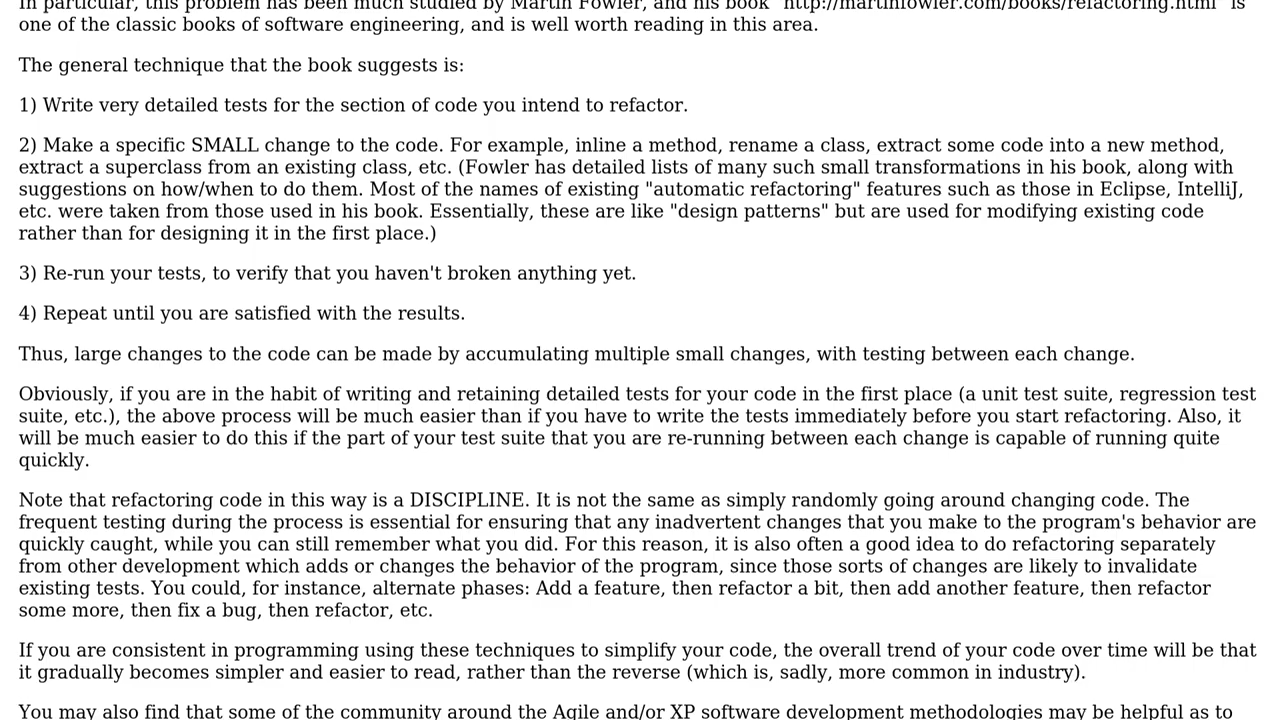 In particular, this problem has been much studied by Martin Fowler, and his book "http://martinfowler.com/books/refactoring.html" is
one of the classic books of software engineering, and is well worth reading in this area.
The general technique that the book suggests is:
1) Write very detailed tests for the section of code you intend to refactor.
2) Make a specific SMALL change to the code. For example, inline a method, rename a class, extract some code into a new method,
extract a superclass from an existing class, etc. (Fowler has detailed lists of many such small transformations in his book, along with
suggestions on how/when to do them. Most of the names of existing "automatic refactoring" features such as those in Eclipse, IntelliJ,
etc. were taken from those used in his book. Essentially, these are like "design patterns" but are used for modifying existing code
rather than for designing it in the first place.)
3) Re-run your tests, to verify that you haven't broken anything yet.
4) Repeat until you are satisfied with the results.
Thus, large changes to the code can be made by accumulating multiple small changes, with testing between each change.
Obviously, if you are in the habit of writing and retaining detailed tests for your code in the first place (a unit test suite, regression test
suite, etc.), the above process will be much easier than if you have to write the tests immediately before you start refactoring. Also, it
will be much easier to do this if the part of your test suite that you are re-running between each change is capable of running quite
quickly.
Note that refactoring code in this way is a DISCIPLINE. It is not the same as simply randomly going around changing code. The
frequent testing during the process is essential for ensuring that any inadvertent changes that you make to the program's behavior are
quickly caught, while you can still remember what you did. For this reason, it is also often a good idea to do refactoring separately
from other development which adds or changes the behavior of the program, since those sorts of changes are likely to invalidate
existing tests. You could, for instance, alternate phases: Add a feature, then refactor a bit, then add another feature, then refactor
some more, then fix a bug, then refactor, etc.
If you are consistent in programming using these techniques to simplify your code, the overall trend of your code over time will be that
it gradually becomes simpler and easier to read, rather than the reverse (which is, sadly, more common in industry).
You may also find that some of the community around the Agile and/or XP software development methodologies may be helpful as to